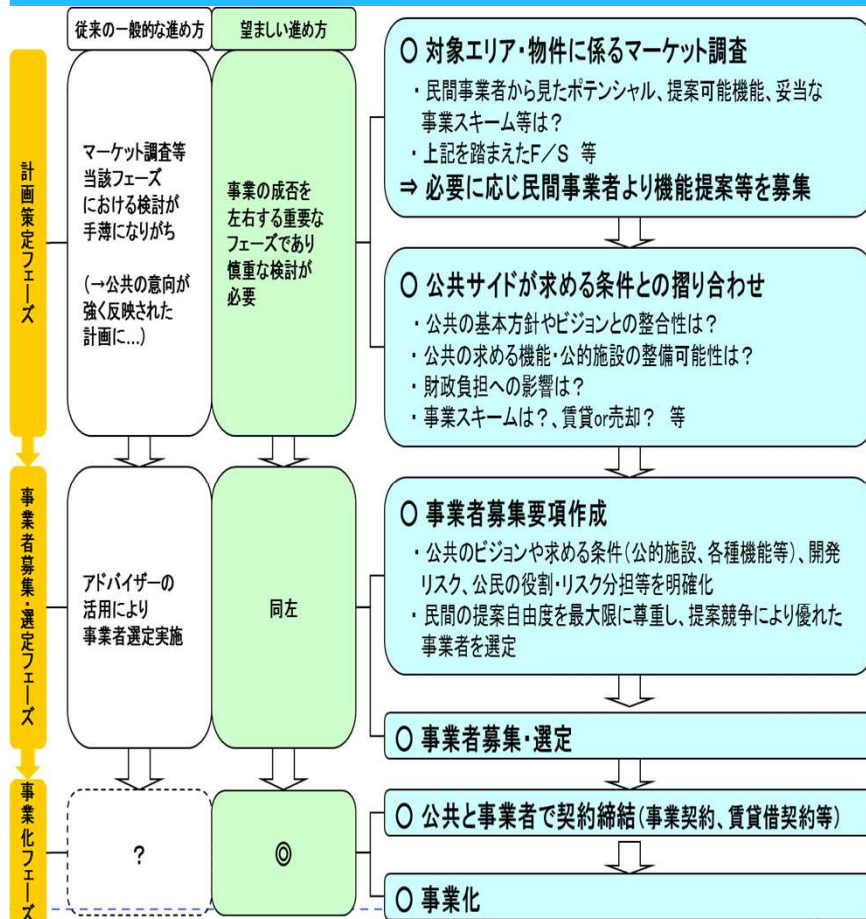 従来の一般的な進め方
望ましい進め方
計画策定フェーズ
マーケット調査等
当該フェーズ
における検討が
手薄になりがち
(→公共の意向が
強く反映された
計画に…)
事業の成否を
左右する重要な
フェーズであり
慎重な検討が
必要
○ 対象エリア・物件に係るマーケット調査
・民間事業者から見たポテンシャル、提案可能機能、妥当な
事業スキーム等は?
・上記を踏まえたF/S 等
⇒ 必要に応じ民間事業者より機能提案等を募集
○ 公共サイドが求める条件との摺り合わせ
・公共の基本方針やビジョンとの整合性は?
・公共の求める機能・公的施設の整備可能性は?
・財政負担への影響は?
・事業スキームは?、賃貸or売却? 等
事業者募集・選定フェーズ
アドバイザーの
活用により
事業者選定実施
同左
○ 事業者募集要項作成
・公共のビジョンや求める条件(公的施設、各種機能等)、開発
リスク、公民の役割・リスク分担等を明確化
・民間の提案自由度を最大限に尊重し、提案競争により優れた
事業者を選定
○ 事業者募集・選定
事業化フェーズ
?
◎
○ 公共と事業者で契約締結(事業契約、賃貸借契約等)
○ 事業化